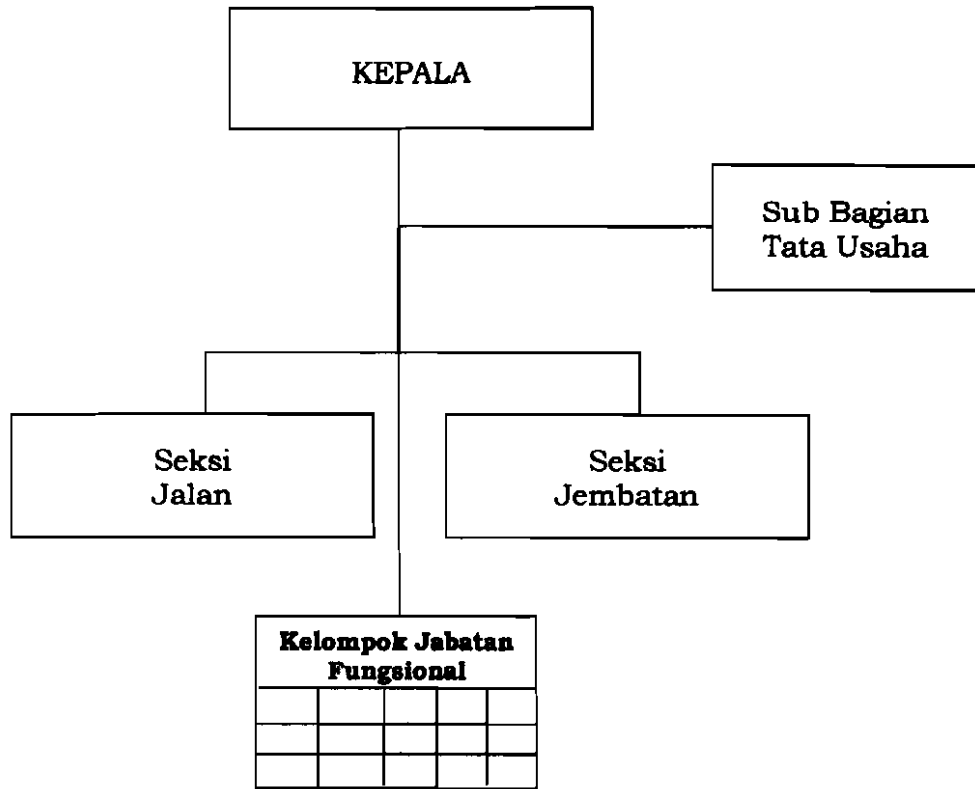 KEPALA
Sub Bagian
Tata Usaha
Seksi
Jalan
Seksi
Jembatan
Kelompok Jabatan
Fungsional